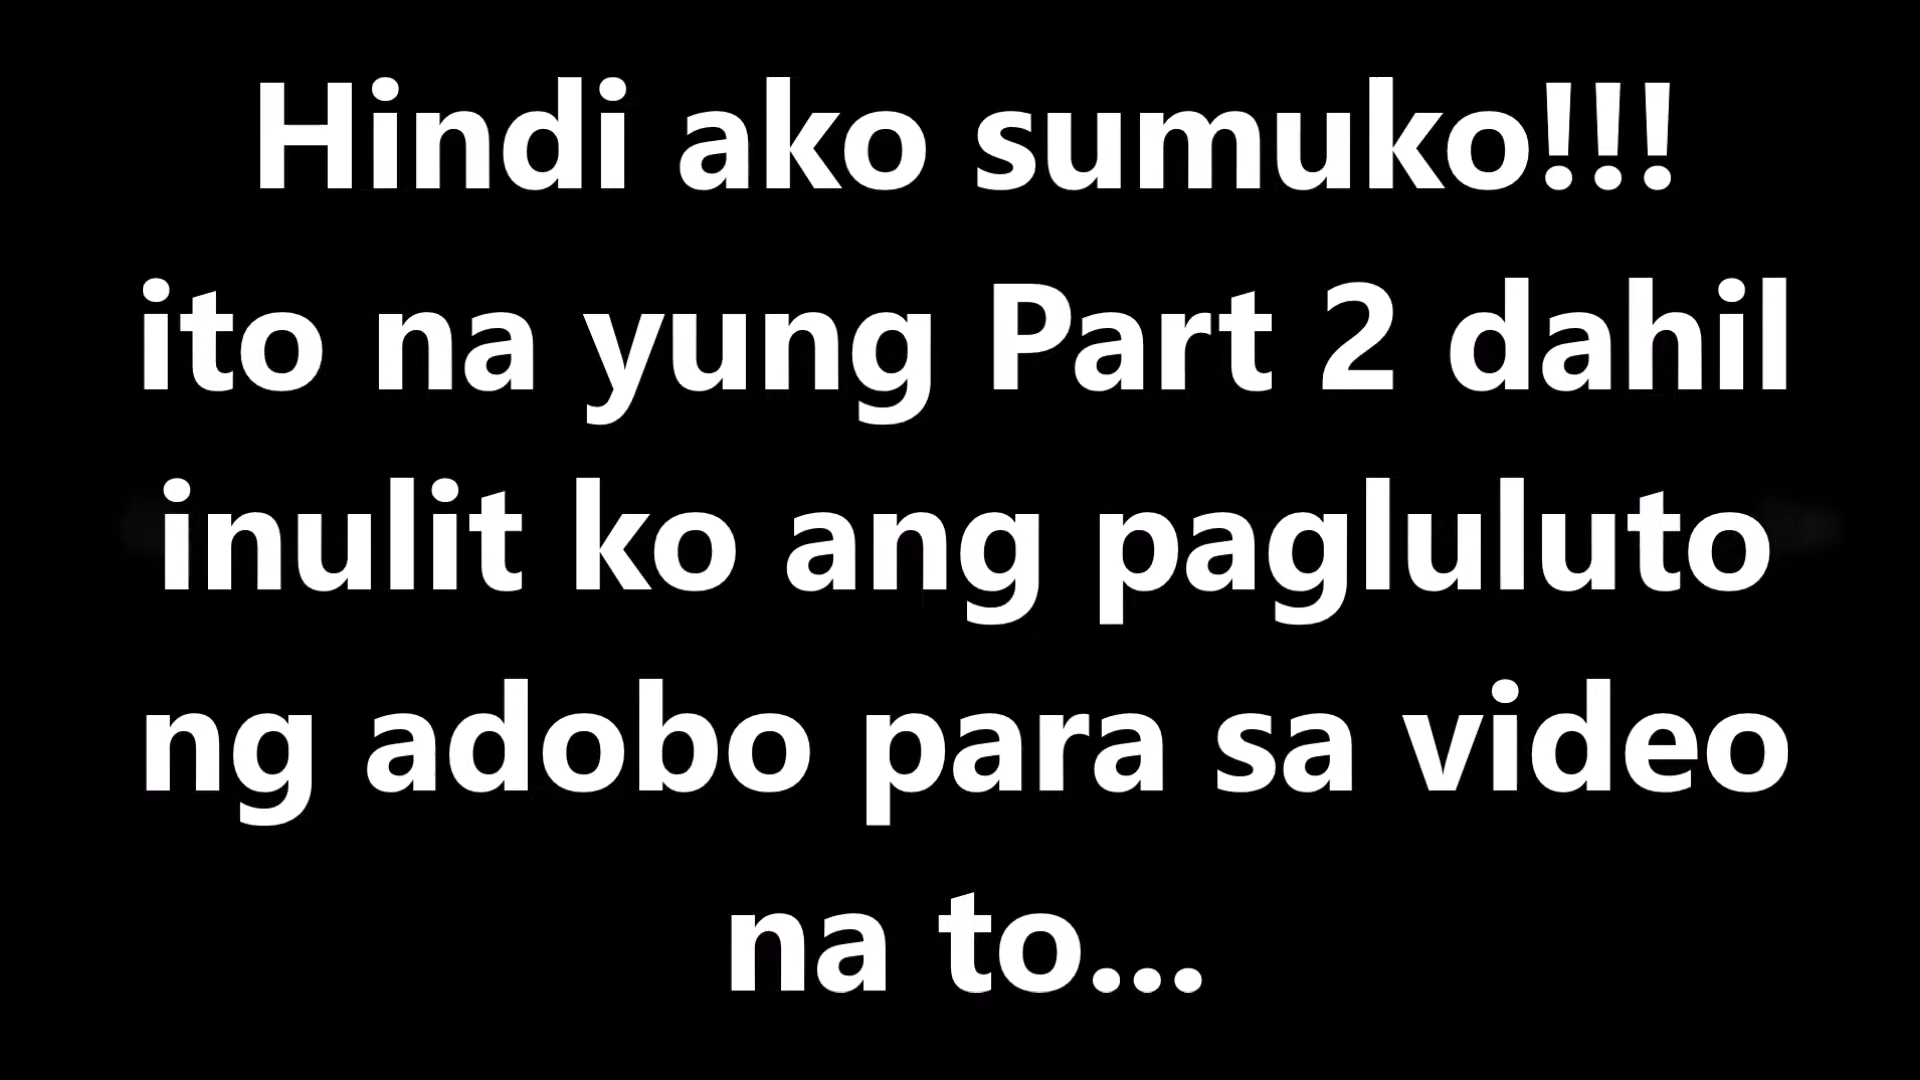 Hindi ako sumuko!!!
ito na yung Part 2 dahil
inulit ko ang pagluluto
ng adobo para sa video
na to...